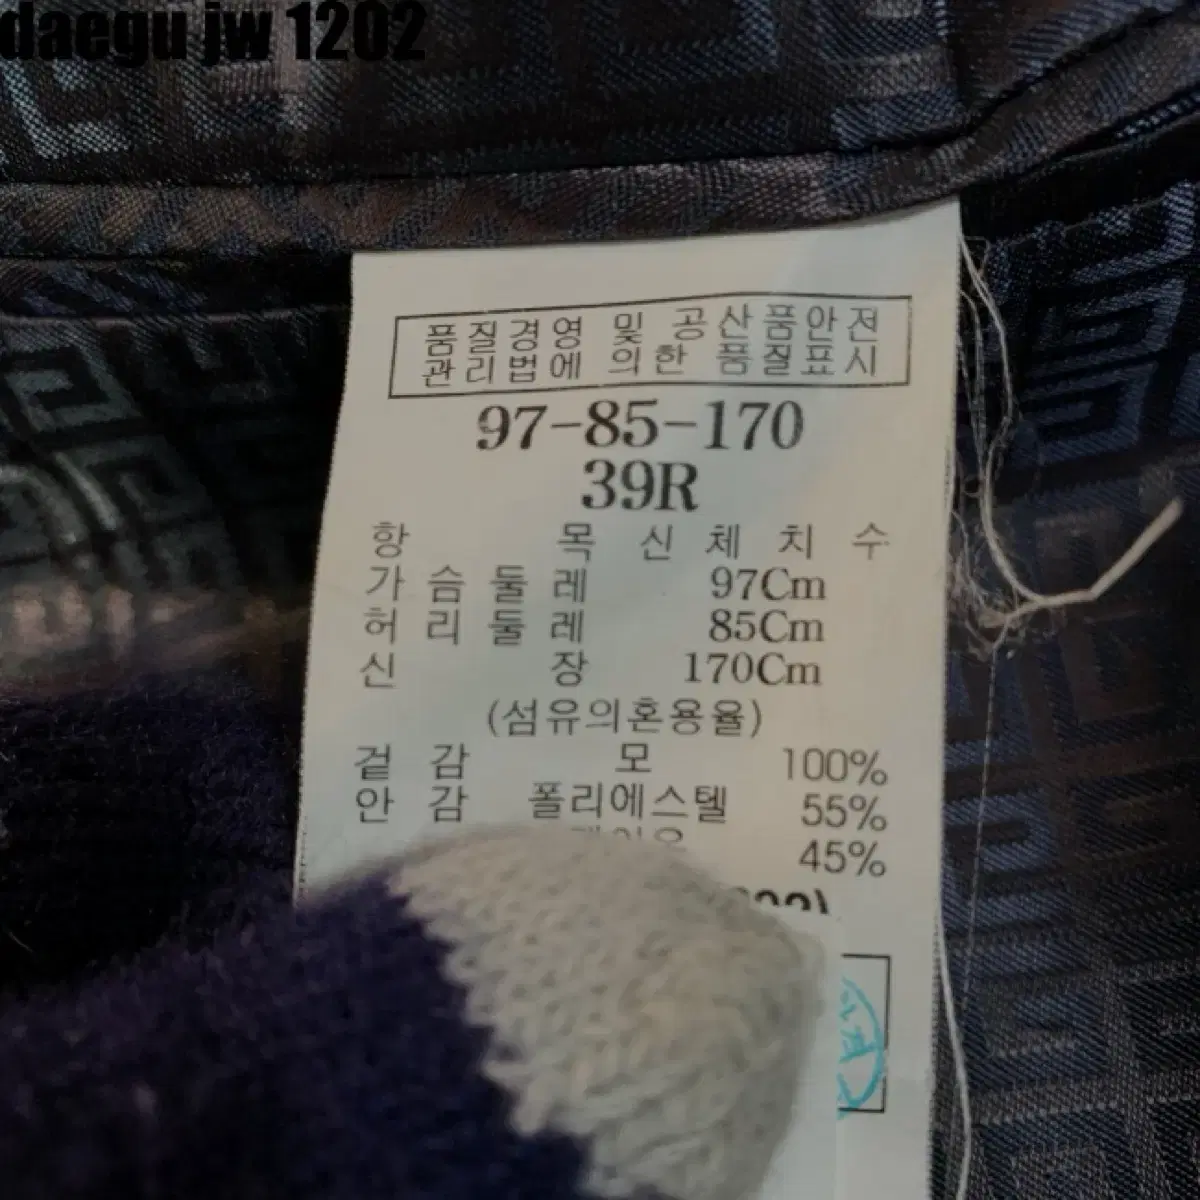 daegu jw 1202
품질경영 및 공산품안전
관리법에 의한 품질표시
97-85-170
39R
항 목 신 체 치 수
가 슴 둘 레 97Cm
허 리 둘 레 85Cm
신 장 170Cm
(섬유의혼용율)
겉 감 모 100%
안 감 폴리에스텔 55%
45%